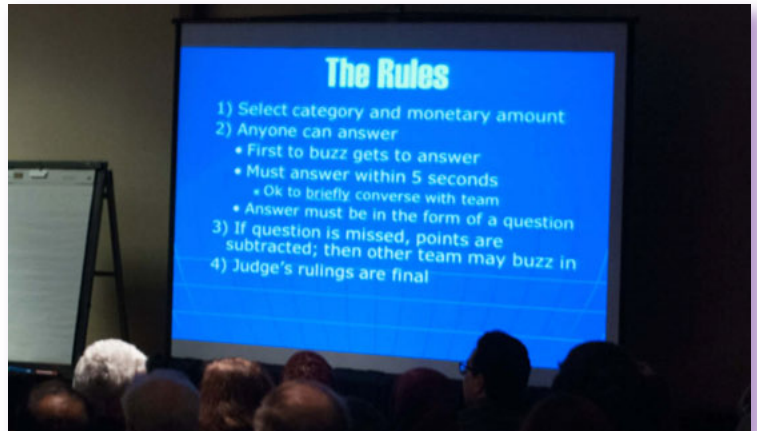 The Rules
1) Select category and monetary amount
2) Anyone can answer
• First to buzz gets to answer
• Must answer within 5 seconds
• Ok to briefly converse with team
• Answer must be in the form of a question
3) If question is missed, points are
subtracted; then other team may buzz in
4) Judge's rulings are final